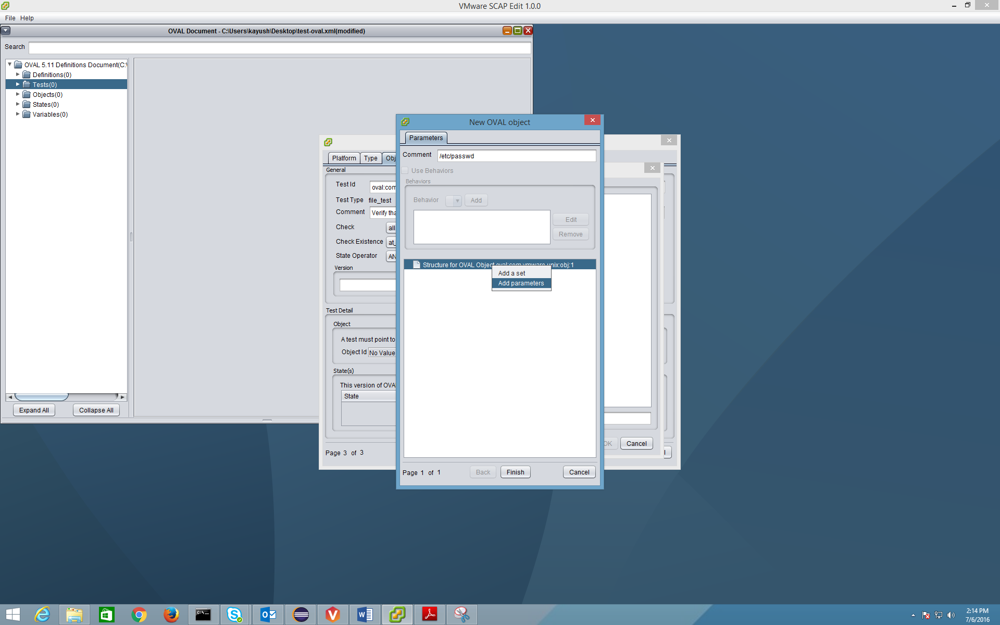 VMware SCAP Edit 1.0.0
File Help
OVAL Document - C:\Users\kayush\Desktop\test-oval.xml(modified)
Search
OVAL 5.11 Definitions Document(C:\
Definitions(0)
Tests(0)
Objects(0)
States(0)
Variables(0)
Expand All
Collapse All
Platform
Type
Obj
General
Test Id
oval:com
Test Type
file_test
Comment
Verify tha
Check
all
Check Existence
at_
State Operator
AN
Version
Test Detail
Object
A test must point to
Object Id
No Value
State(s)
This version of OVA
State
Page 3 of 3
OK
Cancel
l
New OVAL object
Parameters
Comment
/etc/passwd
Use Behaviors
Behaviors
Behavior
Add
Edit
Remove
Structure for OVAL Object oval:com.vmware.unix:obj:1
Add a set
Add parameters
Page 1 of 1
Back
Finish
Cancel
2:14 PM
7/6/2016